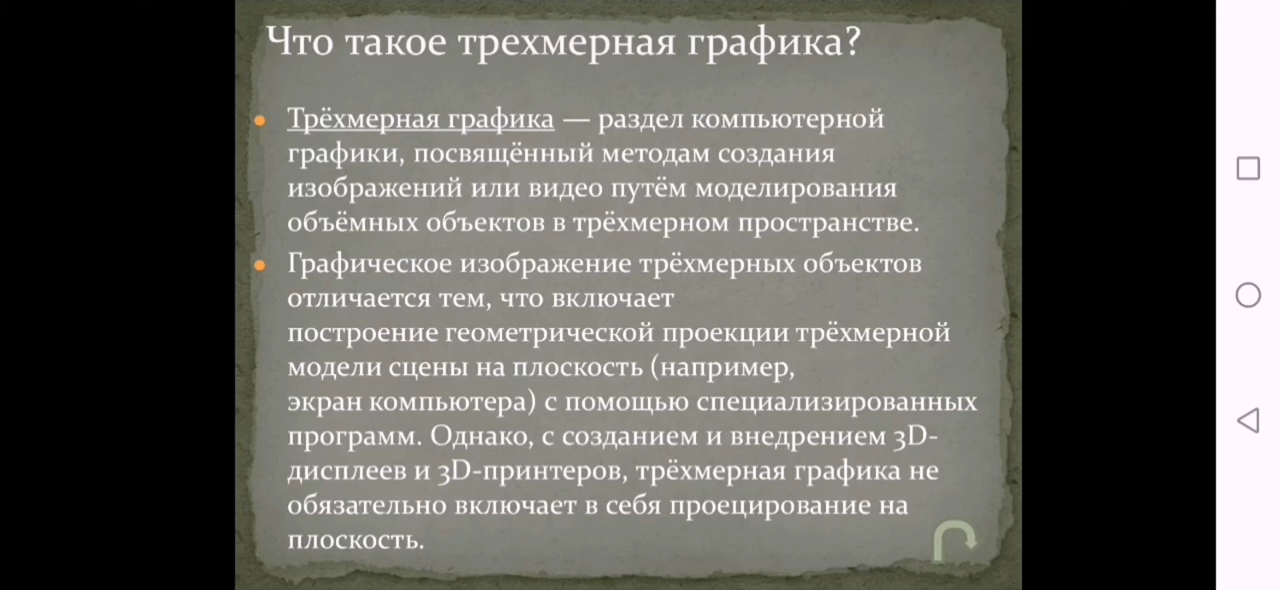 Что такое трехмерная графика?
Трёхмерная графика — раздел компьютерной
графики, посвящённый методам создания
изображений или видео путём моделирования
объёмных объектов в трёхмерном пространстве.
Графическое изображение трёхмерных объектов
отличается тем, что включает
построение геометрической проекции трёхмерной
модели сцены на плоскость (например,
экран компьютера) с помощью специализированных
программ. Однако, с созданием и внедрением 3D-
дисплеев и 3D-принтеров, трёхмерная графика не
обязательно включает в себя проецирование на
плоскость.